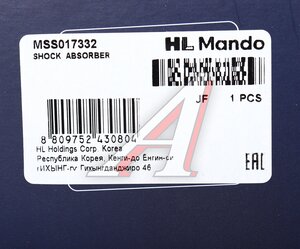 MSS017332
SHOCK ABSORBER
HL Mando
JF 1 PCS
8 809752 430804
HL Holdings Corp. Korea
Республика Корея, Кенги-до Енгин-си
гИХЫНГ-гу Гихынгданджиро 46
EAC